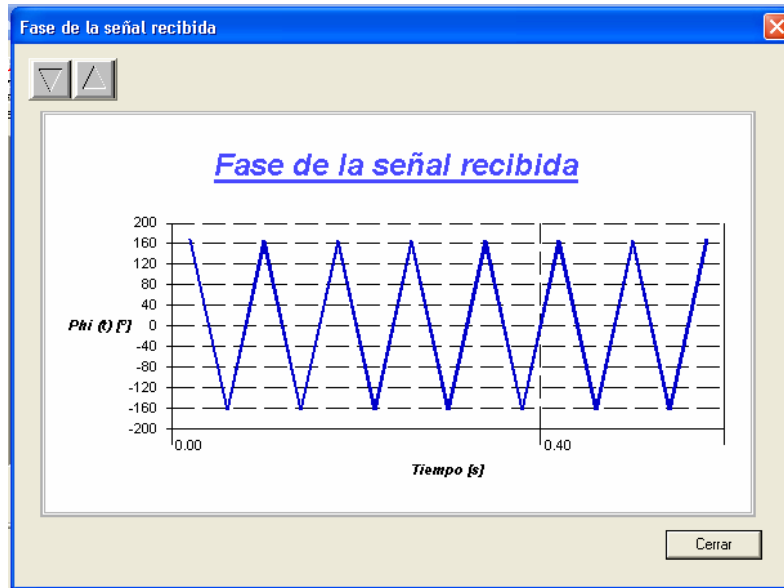 Fase de la señal recibida
Fase de la señal recibida
200
160
120
80
40
Phi (t) [º]
0
-40
-80
-120
-160
-200
0.00
0.40
Tiempo [s]
Cerrar